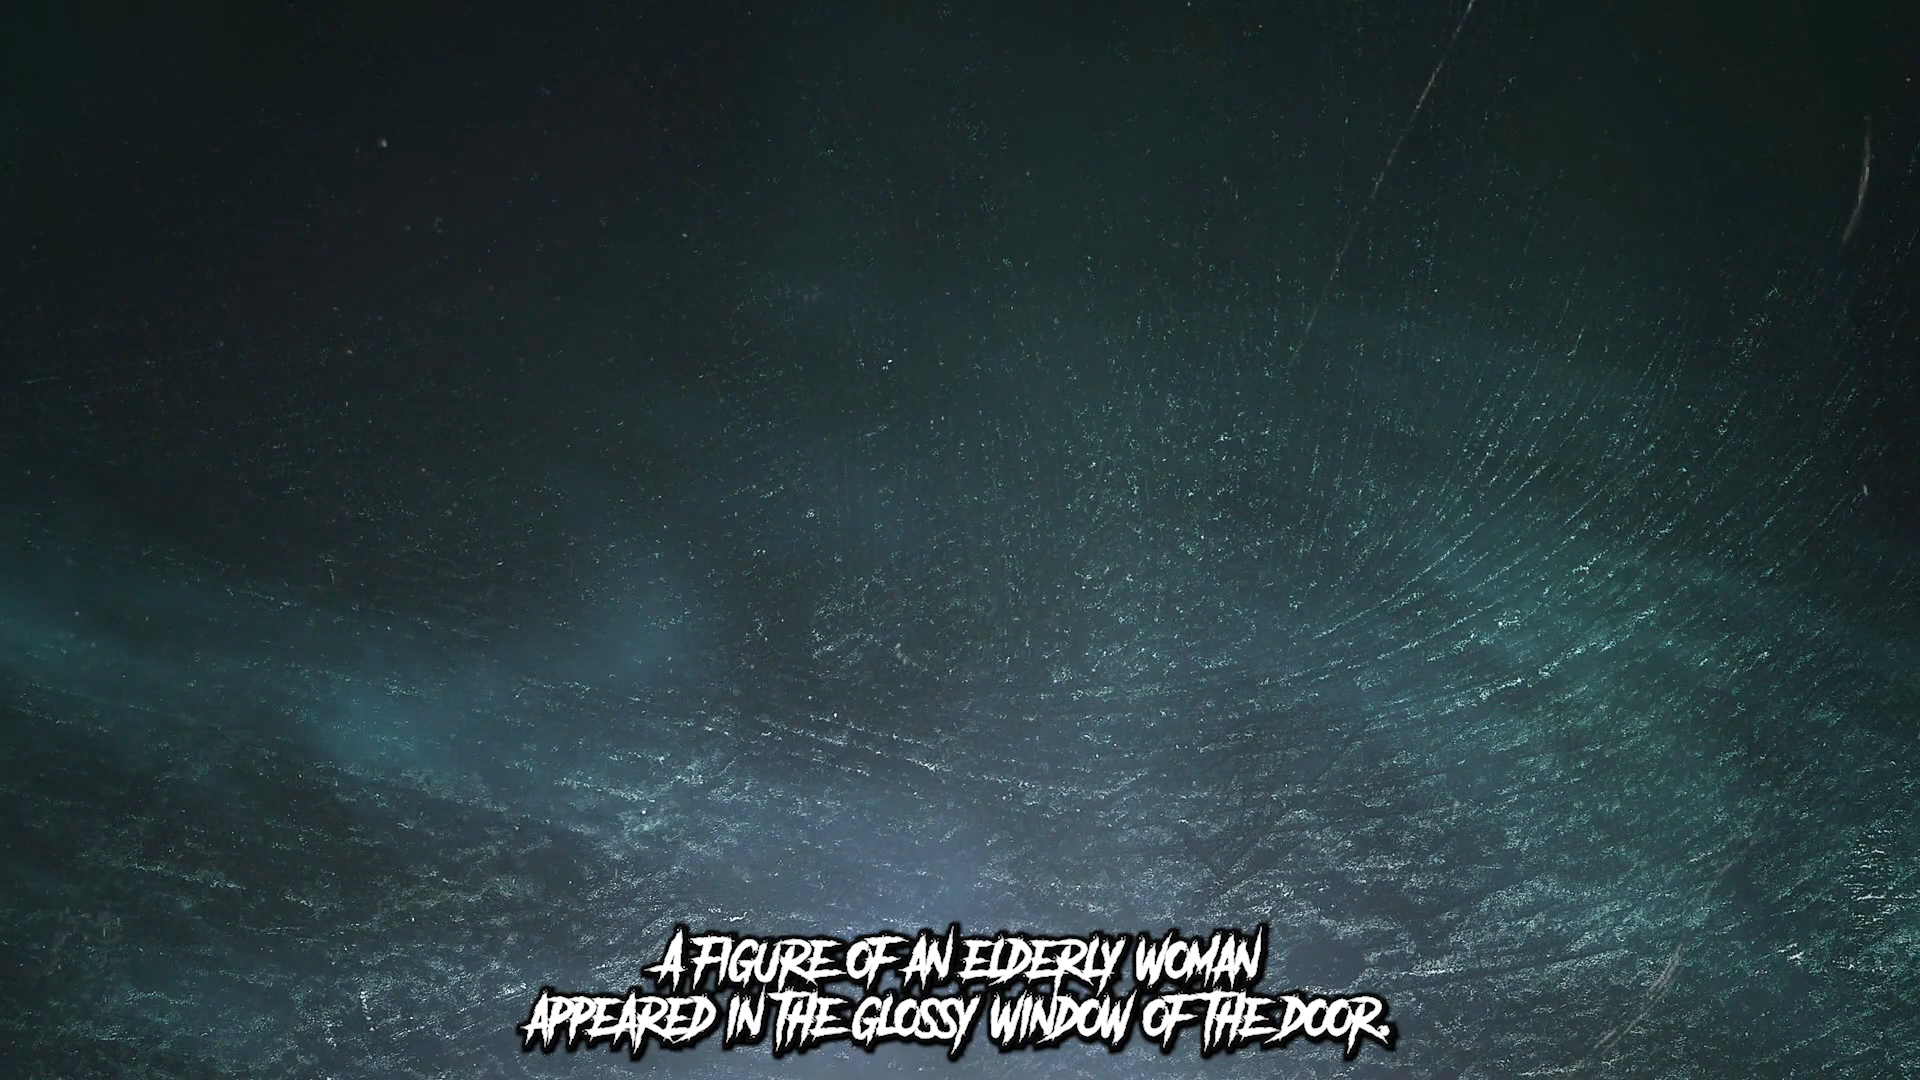 A FIGURE OF AN ELDERLY WOMAN
APPEARED IN THE GLOSSY WINDOW OF THE DOOR.